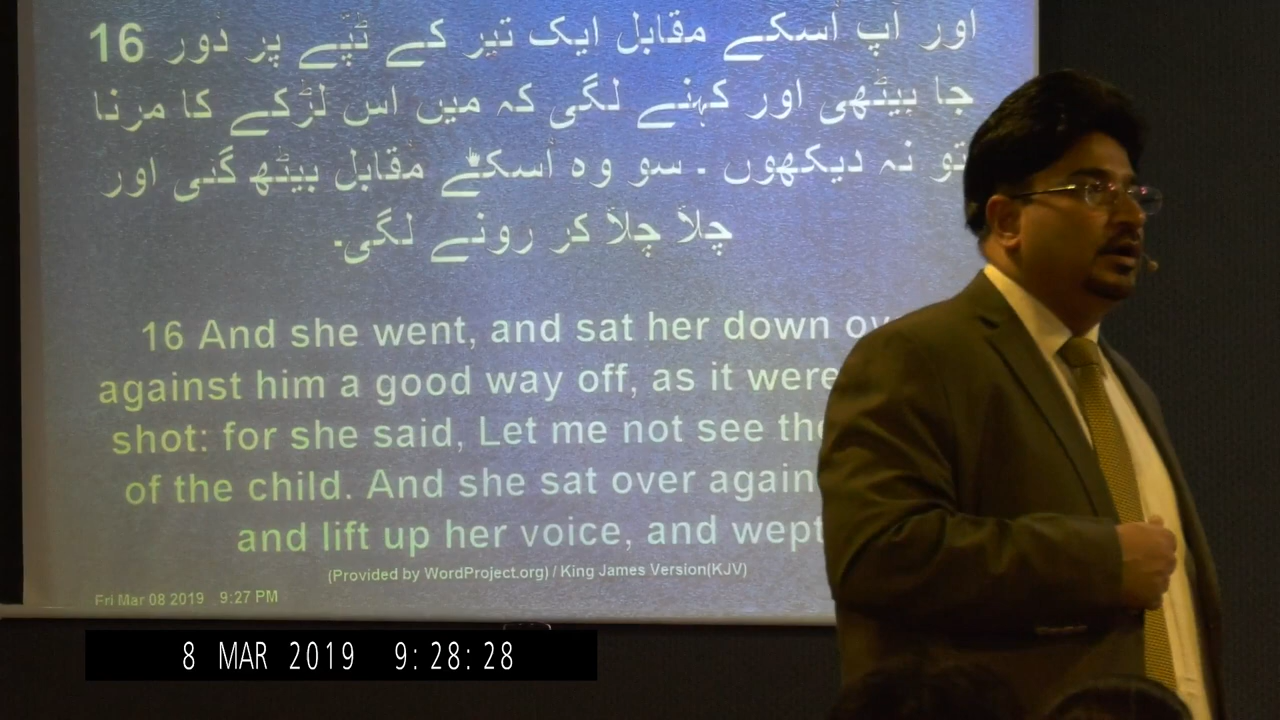 16 اور آپ اُسکے مقابل ایک تیر کے ٹپّے پر دُور
جا بیٹھی اور کہنے لگی کہ میں اس لڑکے کا مرنا
تو نہ دیکھوں ۔ سو وہ اُسکے مقابل بیٹھ گئی اور
چلاّ چلاّ کر رونے لگی۔
16 And she went, and sat her down ov
against him a good way off, as it were
shot: for she said, Let me not see the
of the child. And she sat over again
and lift up her voice, and wept
(Provided by WordProject.org) / King James Version(KJV)
Fri Mar 08 2019 9:27 PM
8 MAR 2019 9:28:28